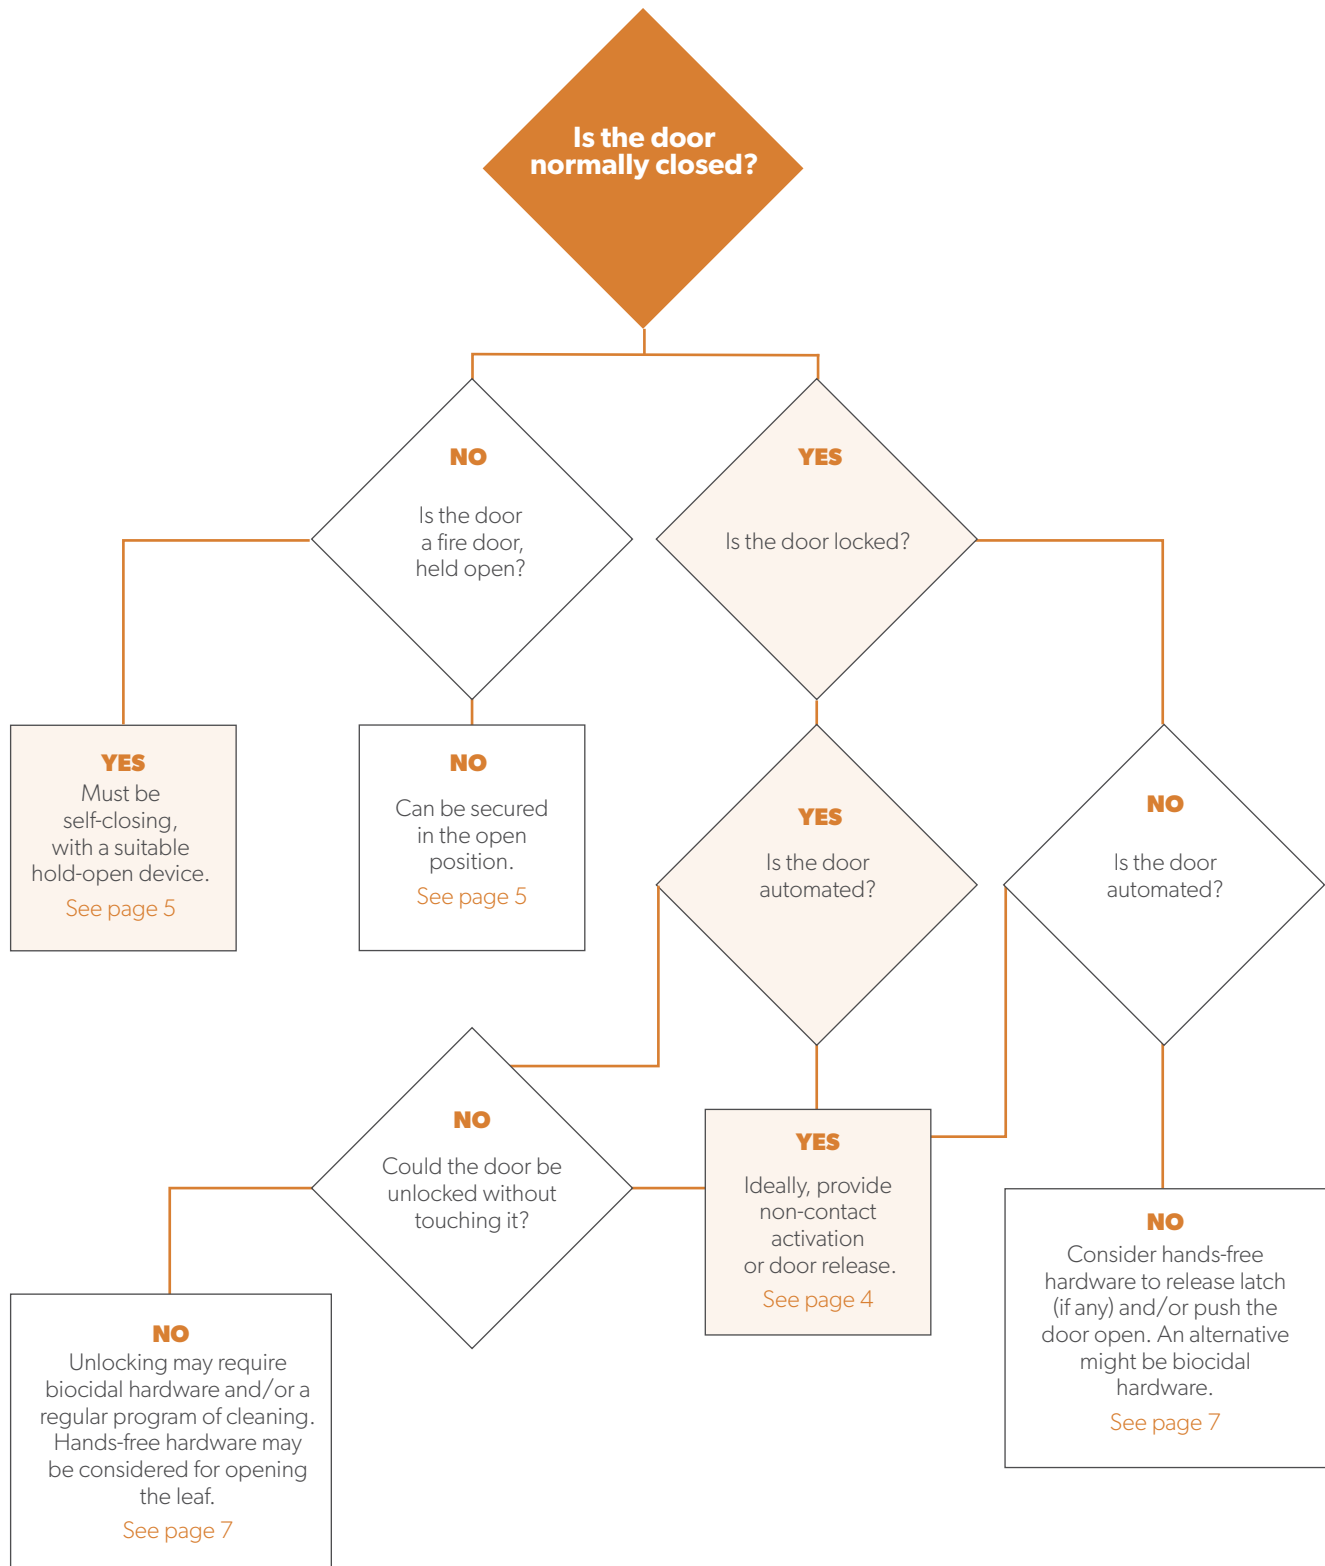 Is the door
normally closed?
NO
Is the door
a fire door,
held open?
YES
Is the door locked?
YES
Must be
self-closing,
with a suitable
hold-open device.
See page 5
NO
Can be secured
in the open
position.
See page 5
YES
Is the door
automated?
NO
Is the door
automated?
NO
Could the door be
unlocked without
touching it?
YES
Ideally, provide
non-contact
activation
or door release.
See page 4
NO
Consider hands-free
hardware to release latch
(if any) and/or push the
door open. An alternative
might be biocidal
hardware.
See page 7
NO
Unlocking may require
biocidal hardware and/or a
regular program of cleaning.
Hands-free hardware may
be considered for opening
the leaf.
See page 7